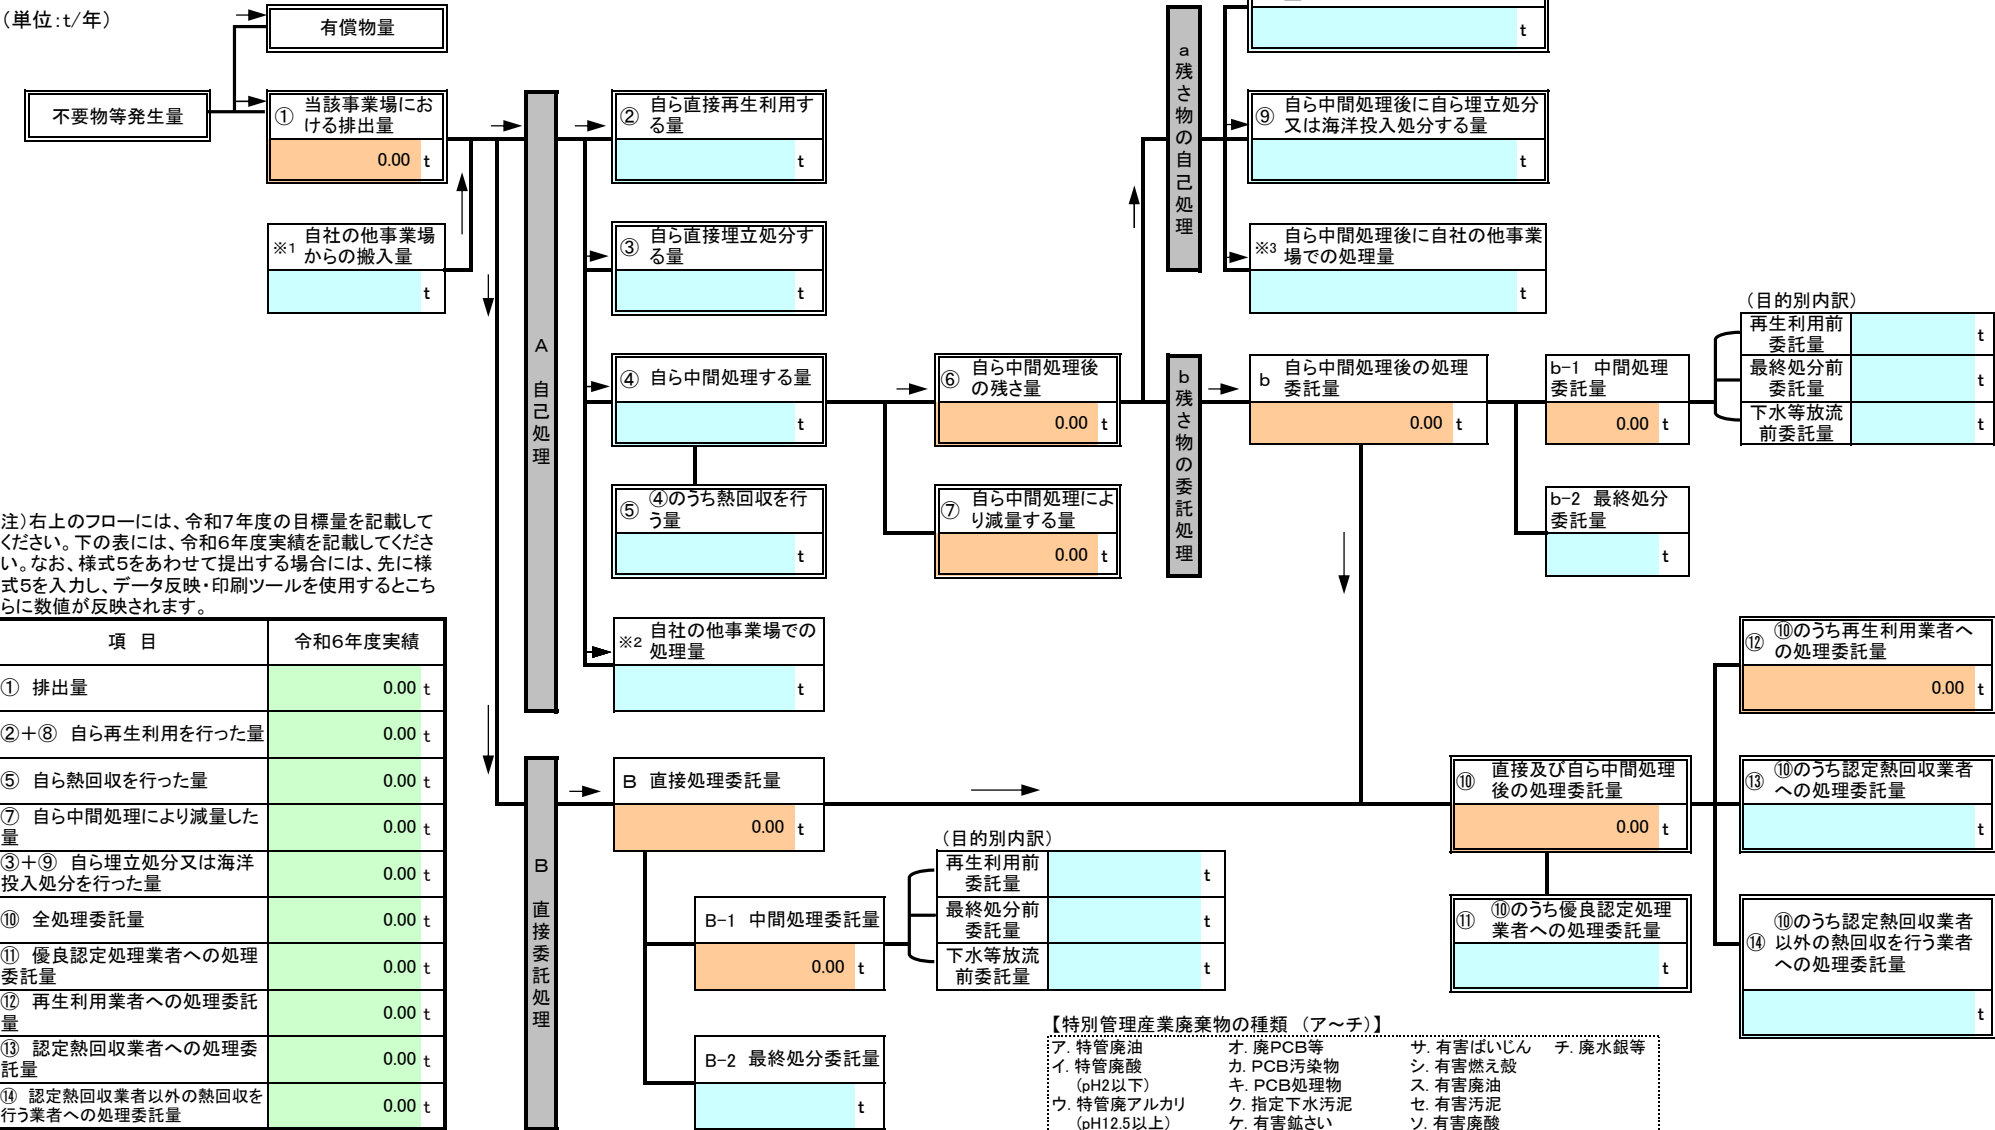 （単位:t/年）
有償物量
不要物等発生量
①
当該事業場にお
ける排出量
0.00 t
※1
自社の他事業場
からの搬入量
t
A 自己処理
②
自ら直接再生利用す
る量
t
③
自ら直接埋立処分す
る量
t
④ 自ら中間処理する量
t
⑤
④のうち熱回収を行
う量
t
※2
自社の他事業場での
処理量
t
⑥
自ら中間処理後
の残さ量
0.00 t
⑦
自ら中間処理によ
り減量する量
0.00 t
a残さ物の自己処理
t
⑨
自ら中間処理後に自ら埋立処分
又は海洋投入処分する量
t
※3
自ら中間処理後に自社の他事業
場での処理量
t
b残さ物の委託処理
b
自ら中間処理後の処理
委託量
0.00 t
b-1 中間処理
委託量
0.00 t
b-2 最終処分
委託量
t
（目的別内訳）
再生利用前
委託量
t
最終処分前
委託量
t
下水等放流
前委託量
t
注）右上のフローには、令和7年度の目標量を記載して
ください。下の表には、令和6年度実績を記載してくださ
い。なお、様式5をあわせて提出する場合には、先に様
式5を入力し、データ反映・印刷ツールを使用するとこち
らに数値が反映されます。
項 目 令和6年度実績
① 排出量 0.00 t
②＋⑧ 自ら再生利用を行った量 0.00 t
⑤ 自ら熱回収を行った量 0.00 t
⑦ 自ら中間処理により減量した
量 0.00 t
③＋⑨ 自ら埋立処分又は海洋
投入処分を行った量 0.00 t
⑩ 全処理委託量 0.00 t
⑪ 優良認定処理業者への処理
委託量 0.00 t
⑫ 再生利用業者への処理委託
量 0.00 t
⑬ 認定熱回収業者への処理委
託量 0.00 t
⑭ 認定熱回収業者以外の熱回収を
行う業者への処理委託量 0.00 t
B 直接委託処理
B 直接処理委託量
0.00 t
B-1 中間処理委託量
0.00 t
B-2 最終処分委託量
t
（目的別内訳）
再生利用前
委託量
t
最終処分前
委託量
t
下水等放流
前委託量
t
⑩
直接及び自ら中間処理
後の処理委託量
0.00 t
⑪
⑩のうち優良認定処理
業者への処理委託量
t
⑫
⑩のうち再生利用業者へ
の処理委託量
0.00 t
⑬
⑩のうち認定熱回収業者
への処理委託量
t
⑭
⑩のうち認定熱回収業者
以外の熱回収を行う業者
への処理委託量
t
【特別管理産業廃棄物の種類 （ア～チ）】
ア. 特管廃油 オ. 廃PCB等 サ. 有害ばいじん チ. 廃水銀等
イ. 特管廃酸 カ. PCB汚染物 シ. 有害燃え殻
（pH2以下） キ. PCB処理物 ス. 有害廃油
ウ. 特管廃アルカリ ク. 指定下水汚泥 セ. 有害汚泥
（pH12.5以上） ケ. 有害鉱さい ソ. 有害廃酸